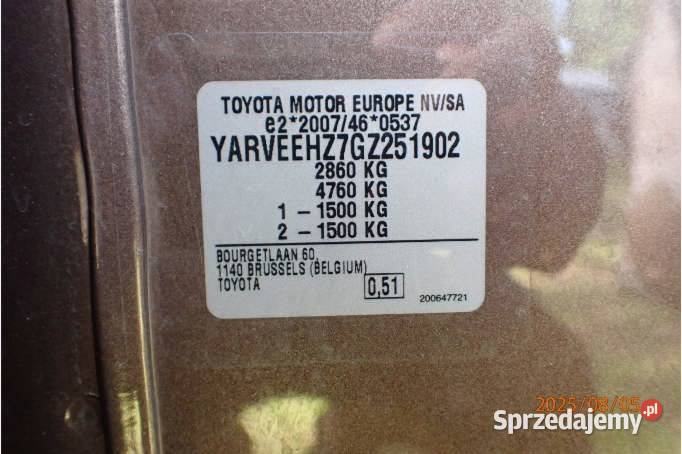 TOYOTA MOTOR EUROPE NV/SA
e2*2007/46*0537
YARVEEHZ7GZ251902
2860 KG
4760 KG
1 - 1500 KG
2 - 1500 KG
BOURGETLAAN 60,
1140 BRUSSELS (BELGIUM)
TOYOTA
0,51
200647721
2025/08/05
Sprzedajemy.pl